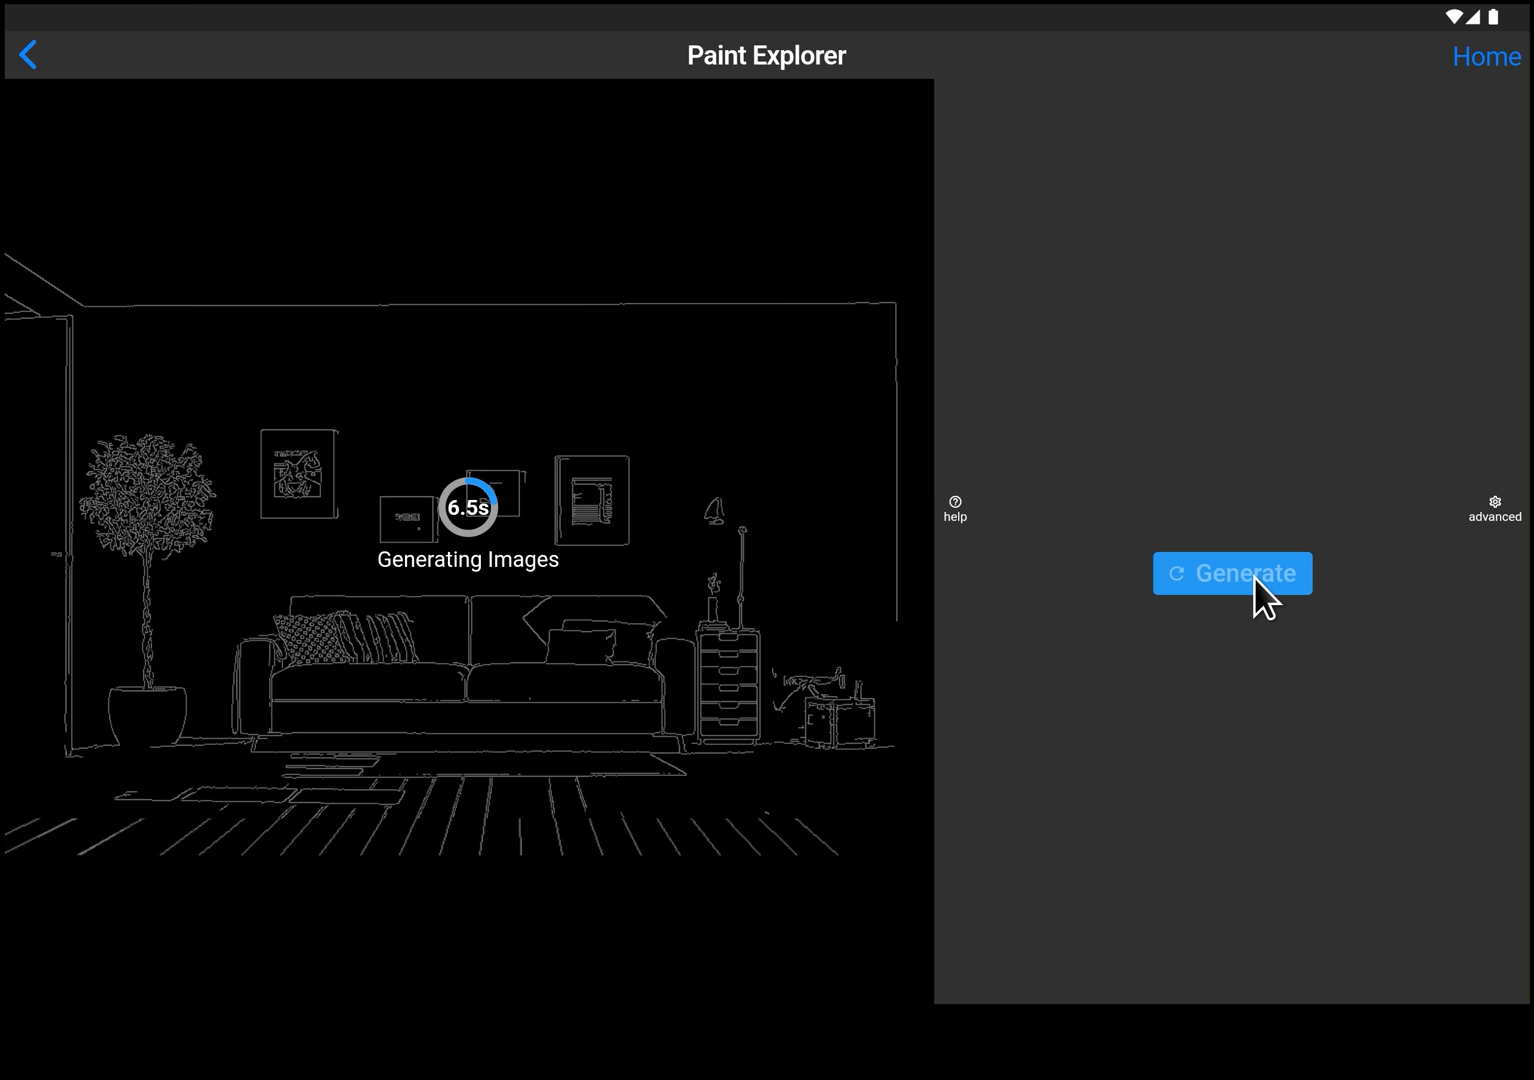 Paint Explorer
Home
6.5s
Generating Images
help
advanced
Generate